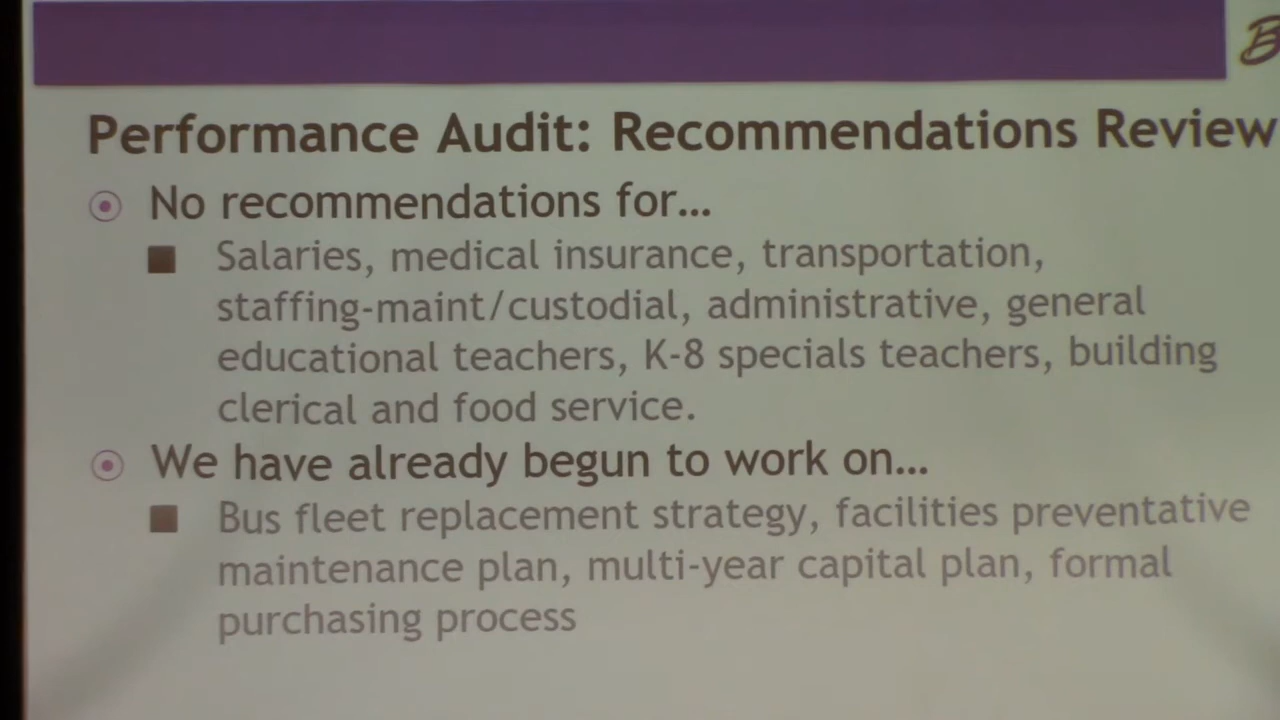 Performance Audit: Recommendations Review
No recommendations for...
Salaries, medical insurance, transportation,
staffing-maint/custodial, administrative, general
educational teachers, K-8 specials teachers, building
clerical and food service.
We have already begun to work on...
Bus fleet replacement strategy, facilities preventative
maintenance plan, multi-year capital plan, formal
purchasing process